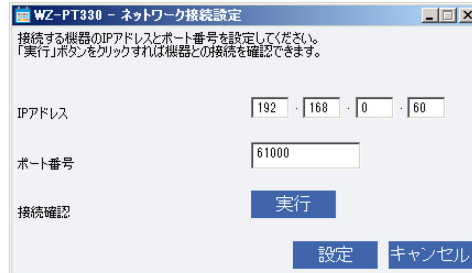 WZ-PT330 - ネットワーク接続設定
接続する機器のIPアドレスとポート番号を設定してください。
「実行」ボタンをクリックすれば機器との接続を確認できます。
IPアドレス 192 . 168 . 0 . 60
ポート番号 61000
接続確認 実行
設定 キャンセル